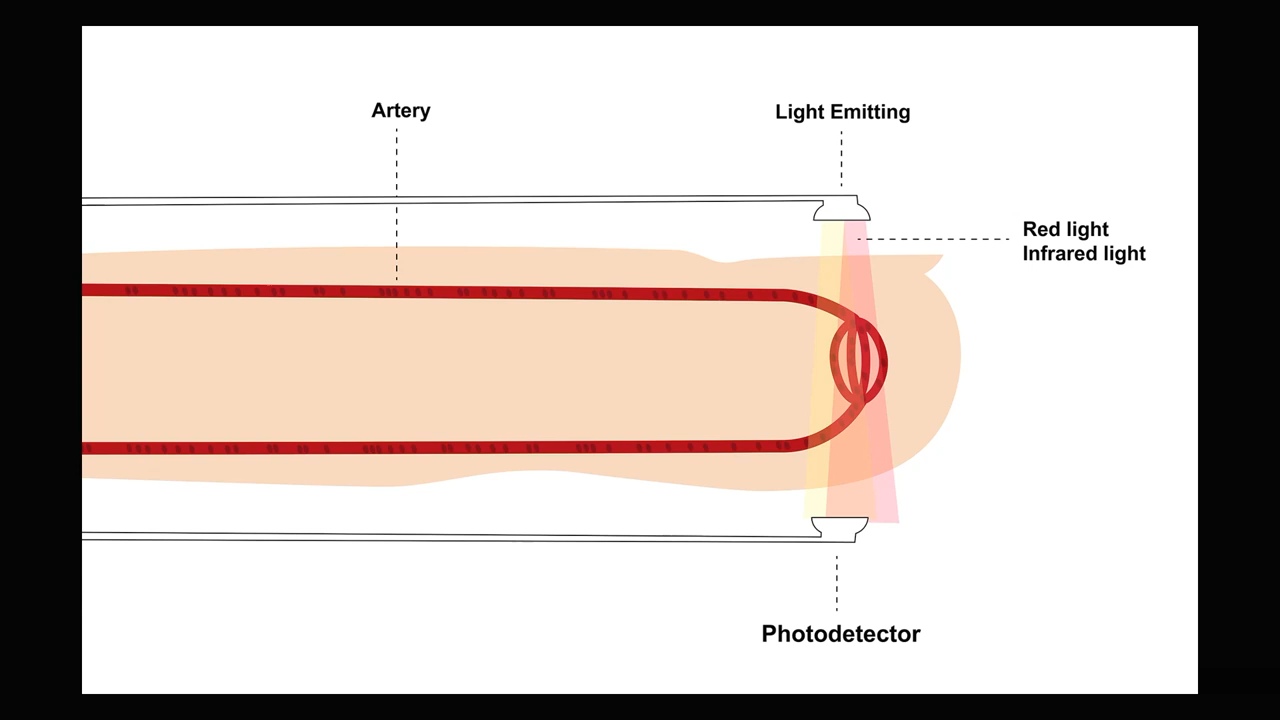 Artery
Light Emitting
Red light
Infrared light
Photodetector